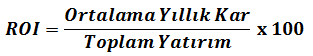 ROI = Ortalama Yıllık Kar / Toplam Yatırım x 100